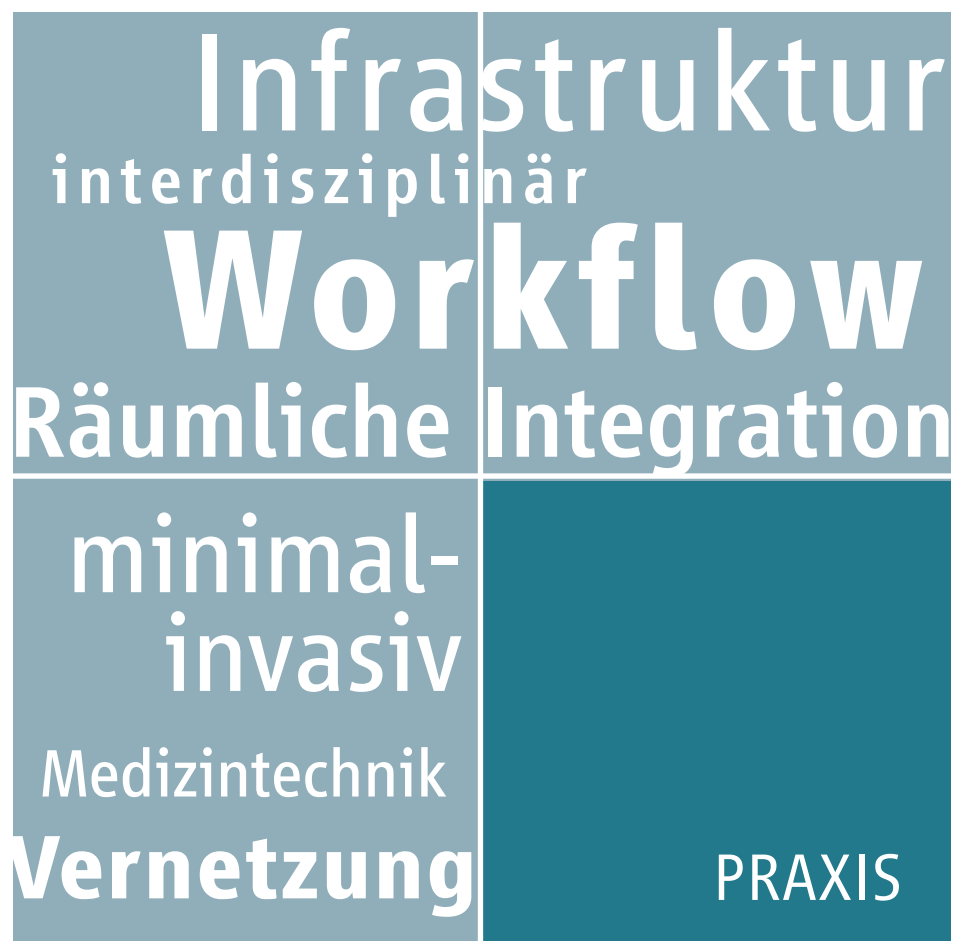 Infrastruktur
interdisziplinär
Workflow
Räumliche Integration
minimal-
invasiv
Medizintechnik
Vernetzung
PRAXIS